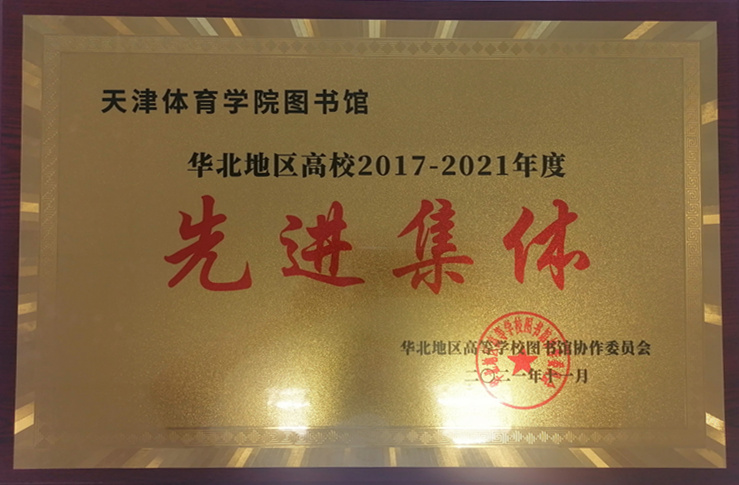 天津体育学院图书馆
华北地区高校2017-2021年度
先进集体
华北地区高等学校图书馆协作委员会
二〇二一年十一月